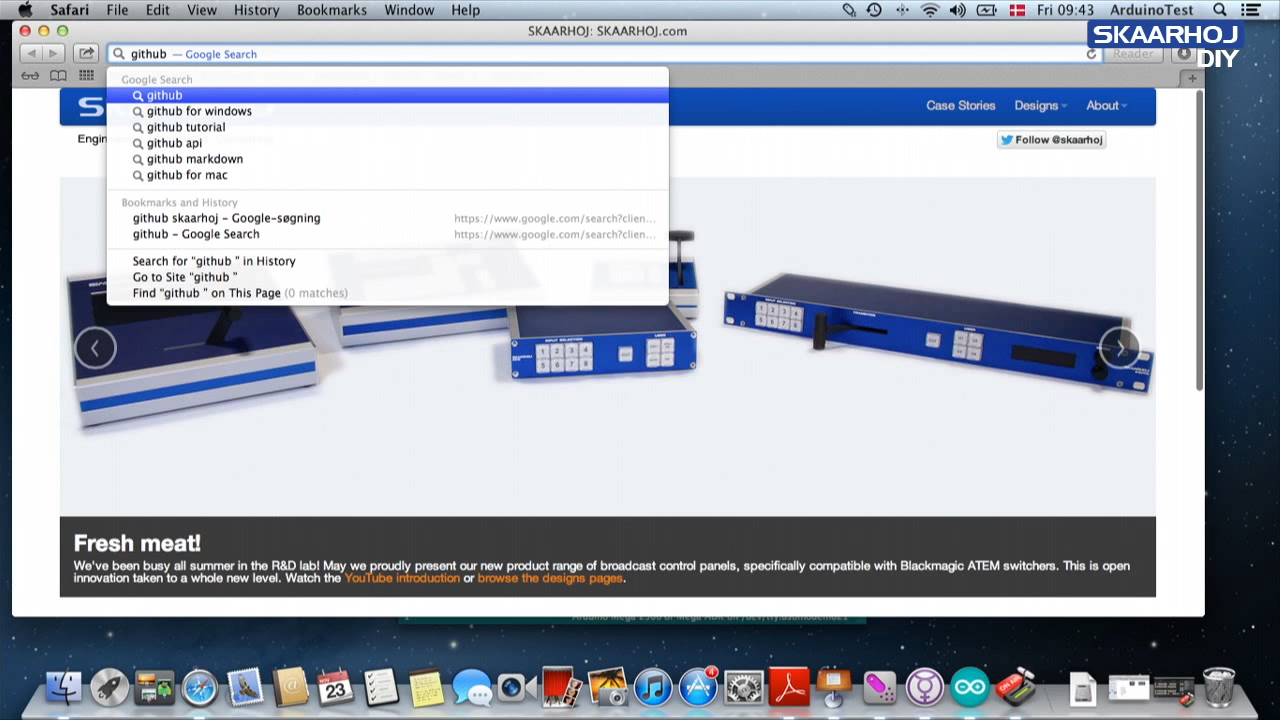 Safari File Edit View History Bookmarks Window Help
Fri 09:43 ArduinoTest
SKAARHOJ
DIY
SKAARHOJ: SKAARHOJ.com
github — Google Search
Reader
Google Search
github
github for windows
github tutorial
github api
github markdown
github for mac
Bookmarks and History
github skaarhoj – Google-søgning https://www.google.com/search?clien...
github – Google Search https://www.google.com/search?clien...
Search for "github " in History
Go to Site "github "
Find "github " on This Page (0 matches)
S
Case Stories Designs About
Engin
Follow @skaarhoj
Fresh meat!
We've been busy all summer in the R&D lab! May we proudly present our new product range of broadcast control panels, specifically compatible with Blackmagic ATEM switchers. This is open
innovation taken to a whole new level. Watch the YouTube introduction or browse the designs pages.
NOV
23
4